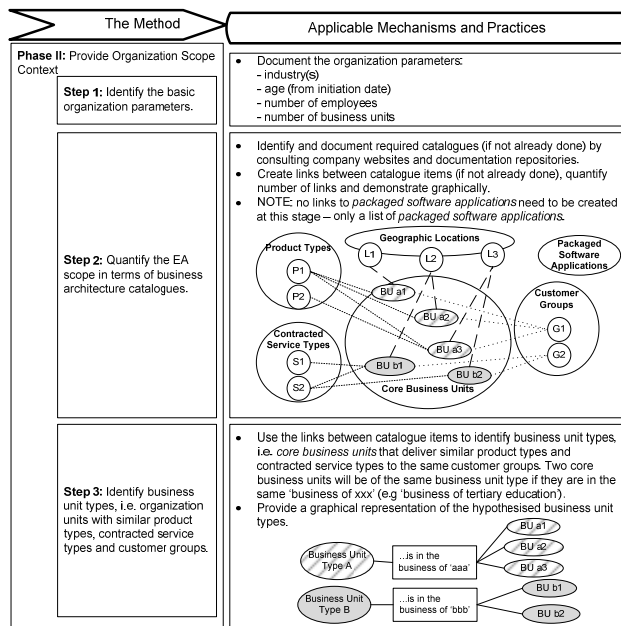 The Method
Applicable Mechanisms and Practices
Phase II: Provide Organization Scope
Context
Step 1: Identify the basic
organization parameters.
• Document the organization parameters:
- industry(s)
- age (from initiation date)
- number of employees
- number of business units
Step 2: Quantify the EA
scope in terms of business
architecture catalogues.
• Identify and document required catalogues (if not already done) by
consulting company websites and documentation repositories.
• Create links between catalogue items (if not already done), quantify
number of links and demonstrate graphically.
• NOTE: no links to packaged software applications need to be created
at this stage – only a list of packaged software applications.
Product Types
P1
P2
Geographic Locations
L1
L2
L3
Packaged
Software
Applications
Contracted
Service Types
S1
S2
BU a1
BU a2
BU a3
BU b1
BU b2
Core Business Units
Customer
Groups
G1
G2
Step 3: Identify business
unit types, i.e. organization
units with similar product
types, contracted service
types and customer groups.
• Use the links between catalogue items to identify business unit types,
i.e. core business units that deliver similar product types and
contracted service types to the same customer groups. Two core
business units will be of the same business unit type if they are in the
same 'business of xxx' (e.g 'business of tertiary education').
• Provide a graphical representation of the hypothesised business unit
types.
Business Unit
Type A
...is in the
business of 'aaa'
BU a1
BU a2
BU a3
Business Unit
Type B
...is in the
business of 'bbb'
BU b1
BU b2